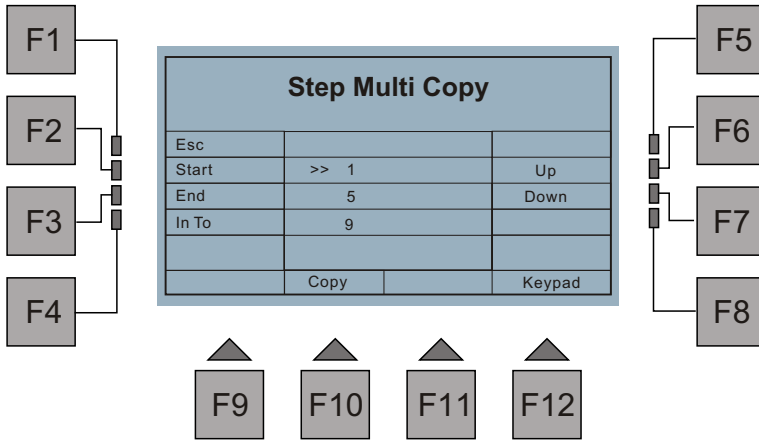 F1
F5
Step Multi Copy
F2
F6
Esc
Start >> 1 Up
End 5 Down
F3
F7
In To 9
Copy Keypad
F4
F8
F9 F10 F11 F12